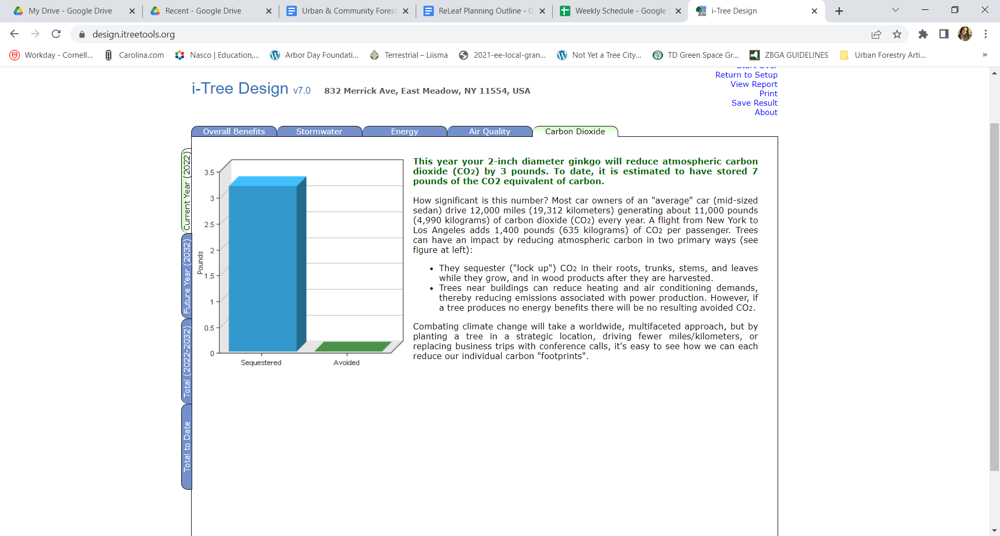 My Drive - Google Drive
Recent - Google Drive
Urban & Community Forest
ReLeaf Planning Outline - G
Weekly Schedule - Google
i-Tree Design
design.itreetools.org
Workday - Cornell...
Carolina.com
Nasco | Education,...
Arbor Day Foundati...
Terrestrial – LIisma
2021-ee-local-gran...
Not Yet a Tree City...
TD Green Space Gr...
ZBGA GUIDELINES
Urban Forestry Arti...
»
Start Over
Return to Setup
View Report
Print
Save Result
About
i-Tree Design v7.0
832 Merrick Ave, East Meadow, NY 11554, USA
Overall Benefits
Stormwater
Energy
Air Quality
Carbon Dioxide
Current Year (2022)
Future Year (2032)
Total (2022-2032)
Total to Date
3.5
3
2.5
2
1.5
1
0.5
0
Pounds
Sequestered
Avoided
This year your 2-inch diameter ginkgo will reduce atmospheric carbon
dioxide (CO2) by 3 pounds. To date, it is estimated to have stored 7
pounds of the CO2 equivalent of carbon.
How significant is this number? Most car owners of an "average" car (mid-sized
sedan) drive 12,000 miles (19,312 kilometers) generating about 11,000 pounds
(4,990 kilograms) of carbon dioxide (CO2) every year. A flight from New York to
Los Angeles adds 1,400 pounds (635 kilograms) of CO2 per passenger. Trees
can have an impact by reducing atmospheric carbon in two primary ways (see
figure at left):
• They sequester ("lock up") CO2 in their roots, trunks, stems, and leaves
while they grow, and in wood products after they are harvested.
• Trees near buildings can reduce heating and air conditioning demands,
thereby reducing emissions associated with power production. However, if
a tree produces no energy benefits there will be no resulting avoided CO2.
Combating climate change will take a worldwide, multifaceted approach, but by
planting a tree in a strategic location, driving fewer miles/kilometers, or
replacing business trips with conference calls, it's easy to see how we can each
reduce our individual carbon "footprints".